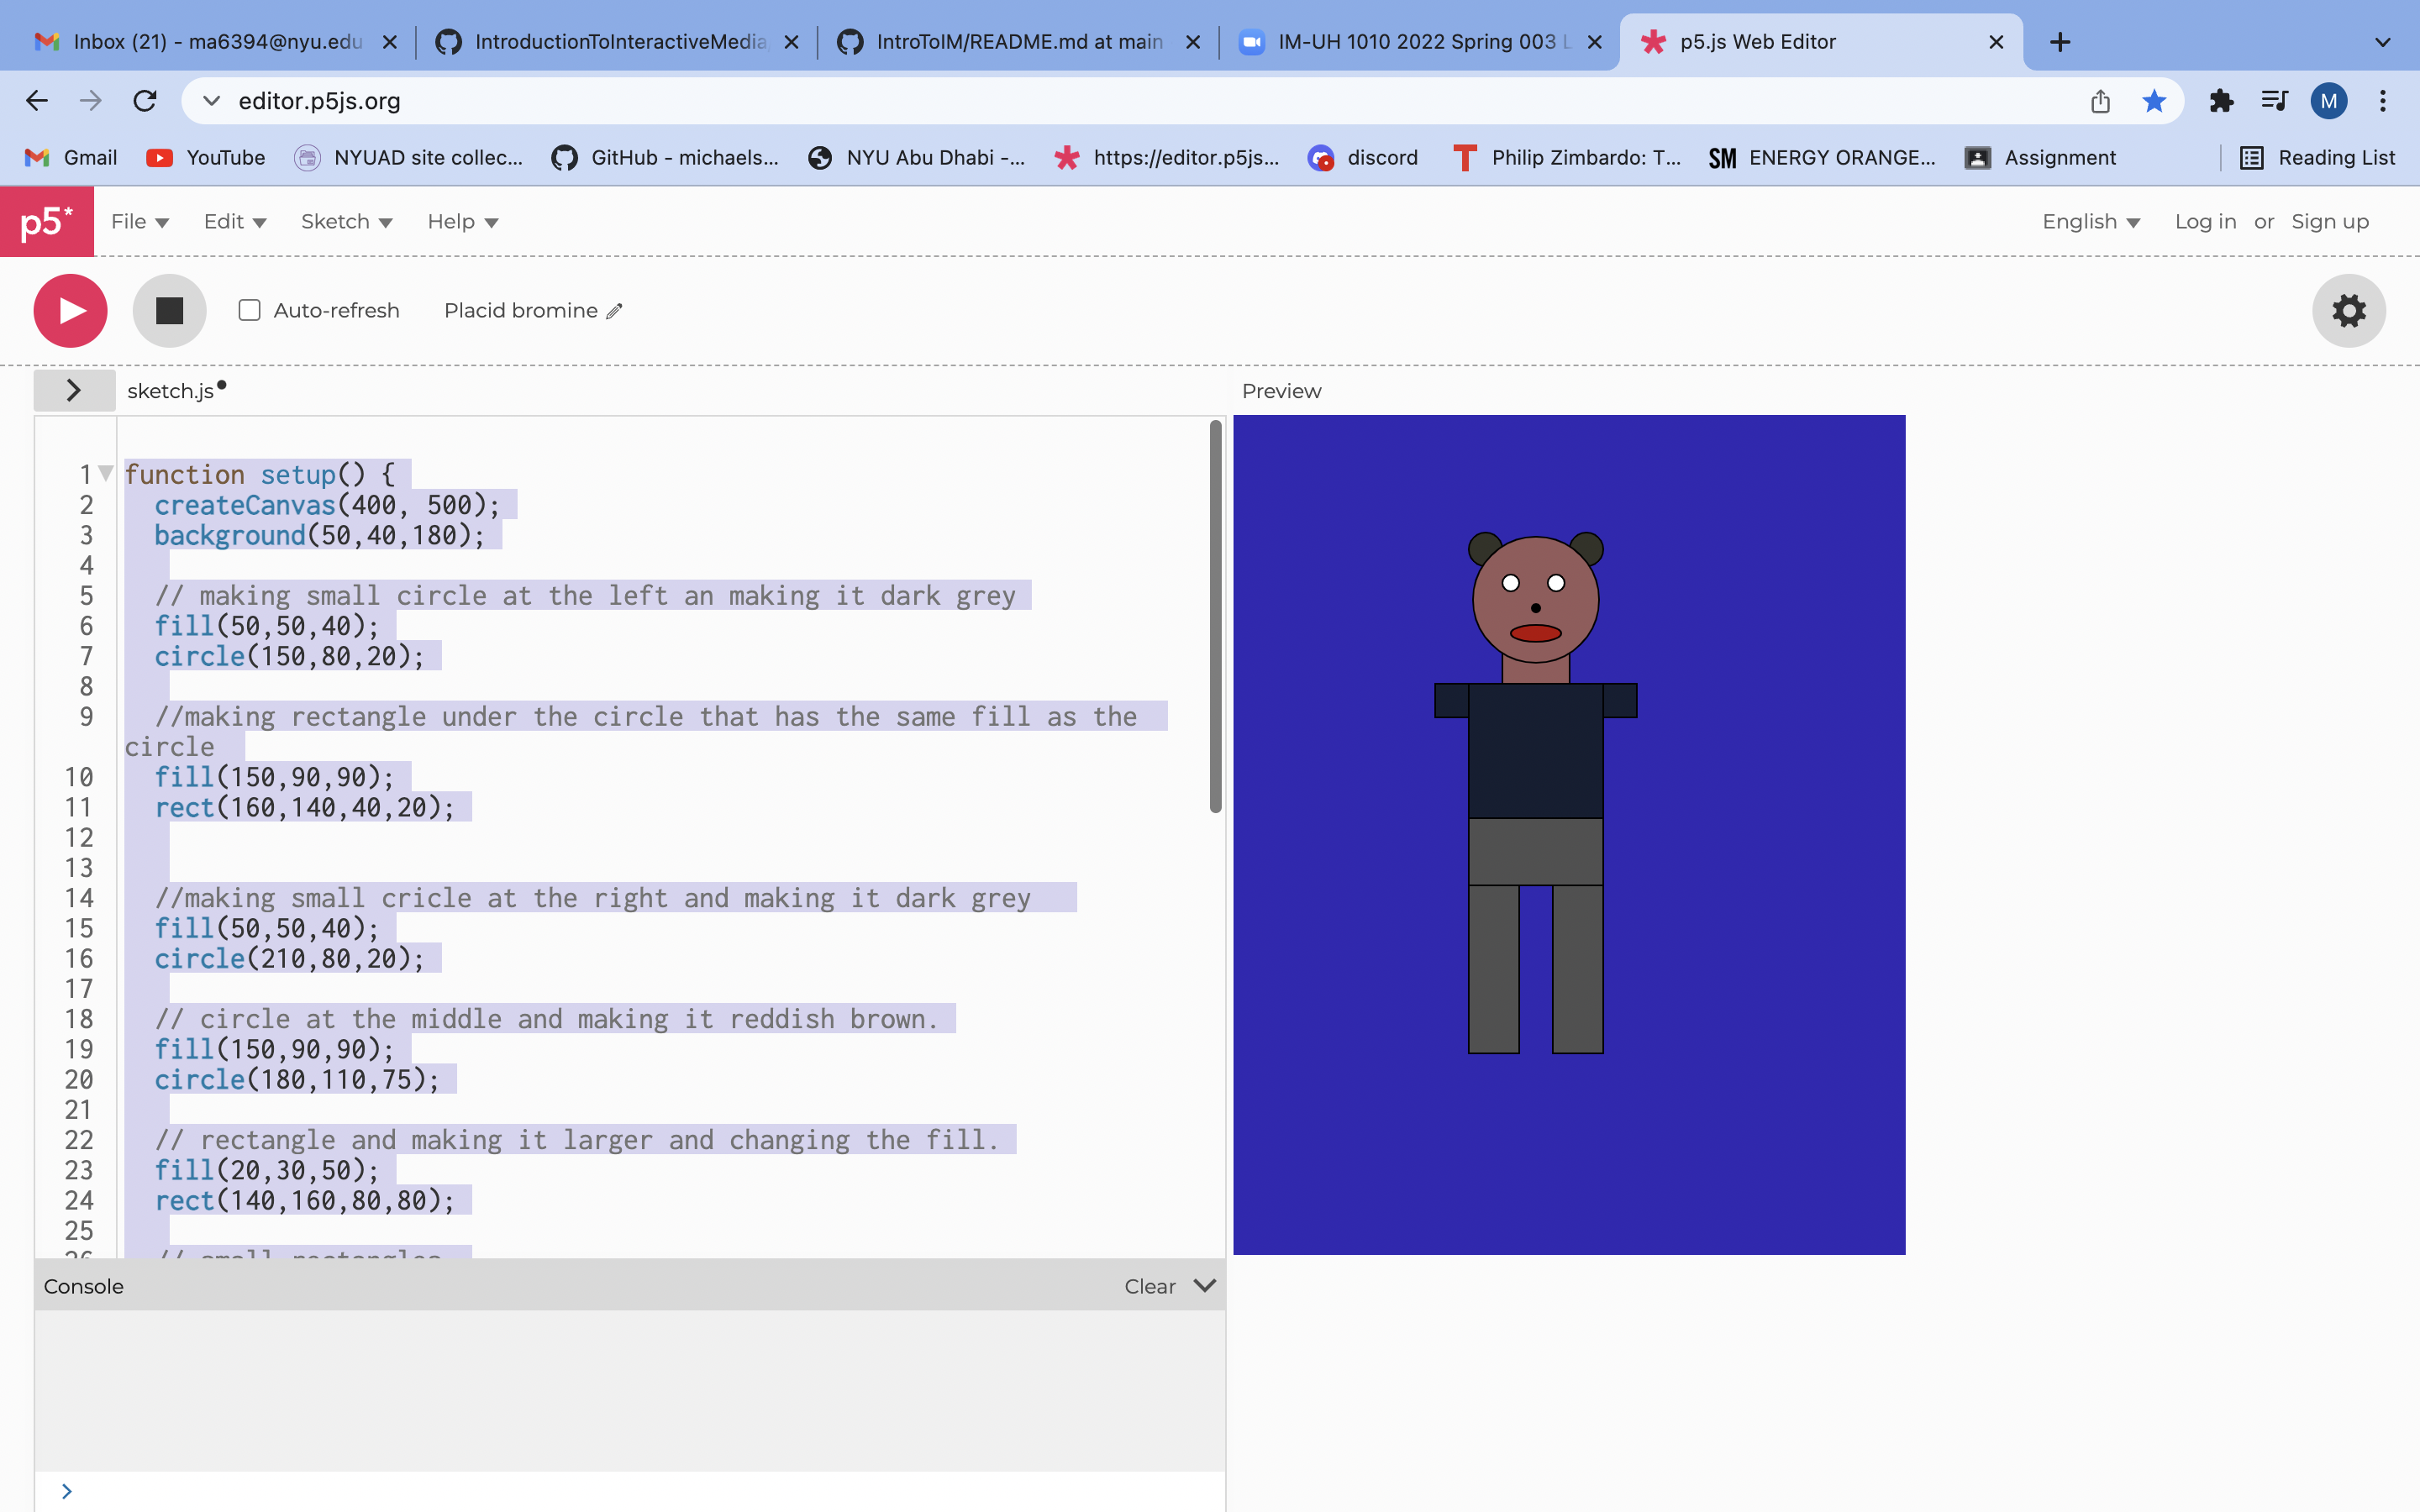 Inbox (21) - ma6394@nyu.edu
IntroductionToInteractiveMedia
IntroToIM/README.md at main
IM-UH 1010 2022 Spring 003 L
p5.js Web Editor
editor.p5js.org
M
Gmail
YouTube
NYUAD site collec...
GitHub - michaels...
NYU Abu Dhabi -...
https://editor.p5js...
discord
T
Philip Zimbardo: T...
SM
ENERGY ORANGE...
Assignment
Reading List
p5*
File
Edit
Sketch
Help
English
Log in or Sign up
Auto-refresh
Placid bromine
> sketch.js
Preview
1 function setup() {
2 createCanvas(400, 500);
3 background(50,40,180);
4
5 // making small circle at the left an making it dark grey
6 fill(50,50,40);
7 circle(150,80,20);
8
9 //making rectangle under the circle that has the same fill as the
circle
10 fill(150,90,90);
11 rect(160,140,40,20);
12
13
14 //making small cricle at the right and making it dark grey
15 fill(50,50,40);
16 circle(210,80,20);
17
18 // circle at the middle and making it reddish brown.
19 fill(150,90,90);
20 circle(180,110,75);
21
22 // rectangle and making it larger and changing the fill.
23 fill(20,30,50);
24 rect(140,160,80,80);
25
26 // small rectangles
Console
Clear
>